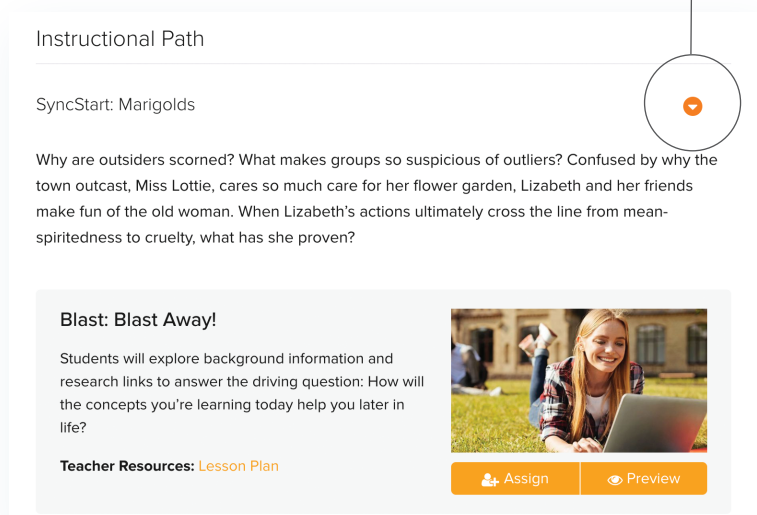 Instructional Path
SyncStart: Marigolds
Why are outsiders scorned? What makes groups so suspicious of outliers? Confused by why the
town outcast, Miss Lottie, cares so much care for her flower garden, Lizabeth and her friends
make fun of the old woman. When Lizabeth's actions ultimately cross the line from mean-
spiritedness to cruelty, what has she proven?
Blast: Blast Away!
Students will explore background information and
research links to answer the driving question: How will
the concepts you're learning today help you later in
life?
Teacher Resources: Lesson Plan
Assign Preview